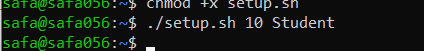 safa@safa056:~$ chmod +x setup.sh
safa@safa056:~$ ./setup.sh 10 Student
safa@safa056:~$